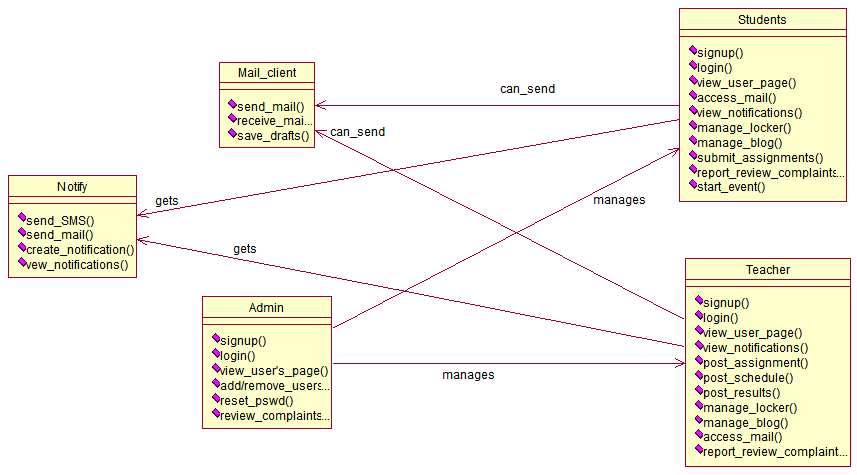 Students
signup()
login()
view_user_page()
access_mail()
view_notifications()
manage_locker()
manage_blog()
submit_assignments()
report_review_complaints...
start_event()
Mail_client
send_mail()
receive_mai...
save_drafts()
can_send
can_send
Notify
send_SMS()
send_mail()
create_notification()
vew_notifications()
gets
manages
gets
Admin
signup()
login()
view_user's_page()
add/remove_users...
reset_pswd()
review_complaints...
manages
Teacher
signup()
login()
view_user_page()
view_notifications()
post_assignment()
post_schedule()
post_results()
manage_locker()
manage_blog()
access_mail()
report_review_complaint...